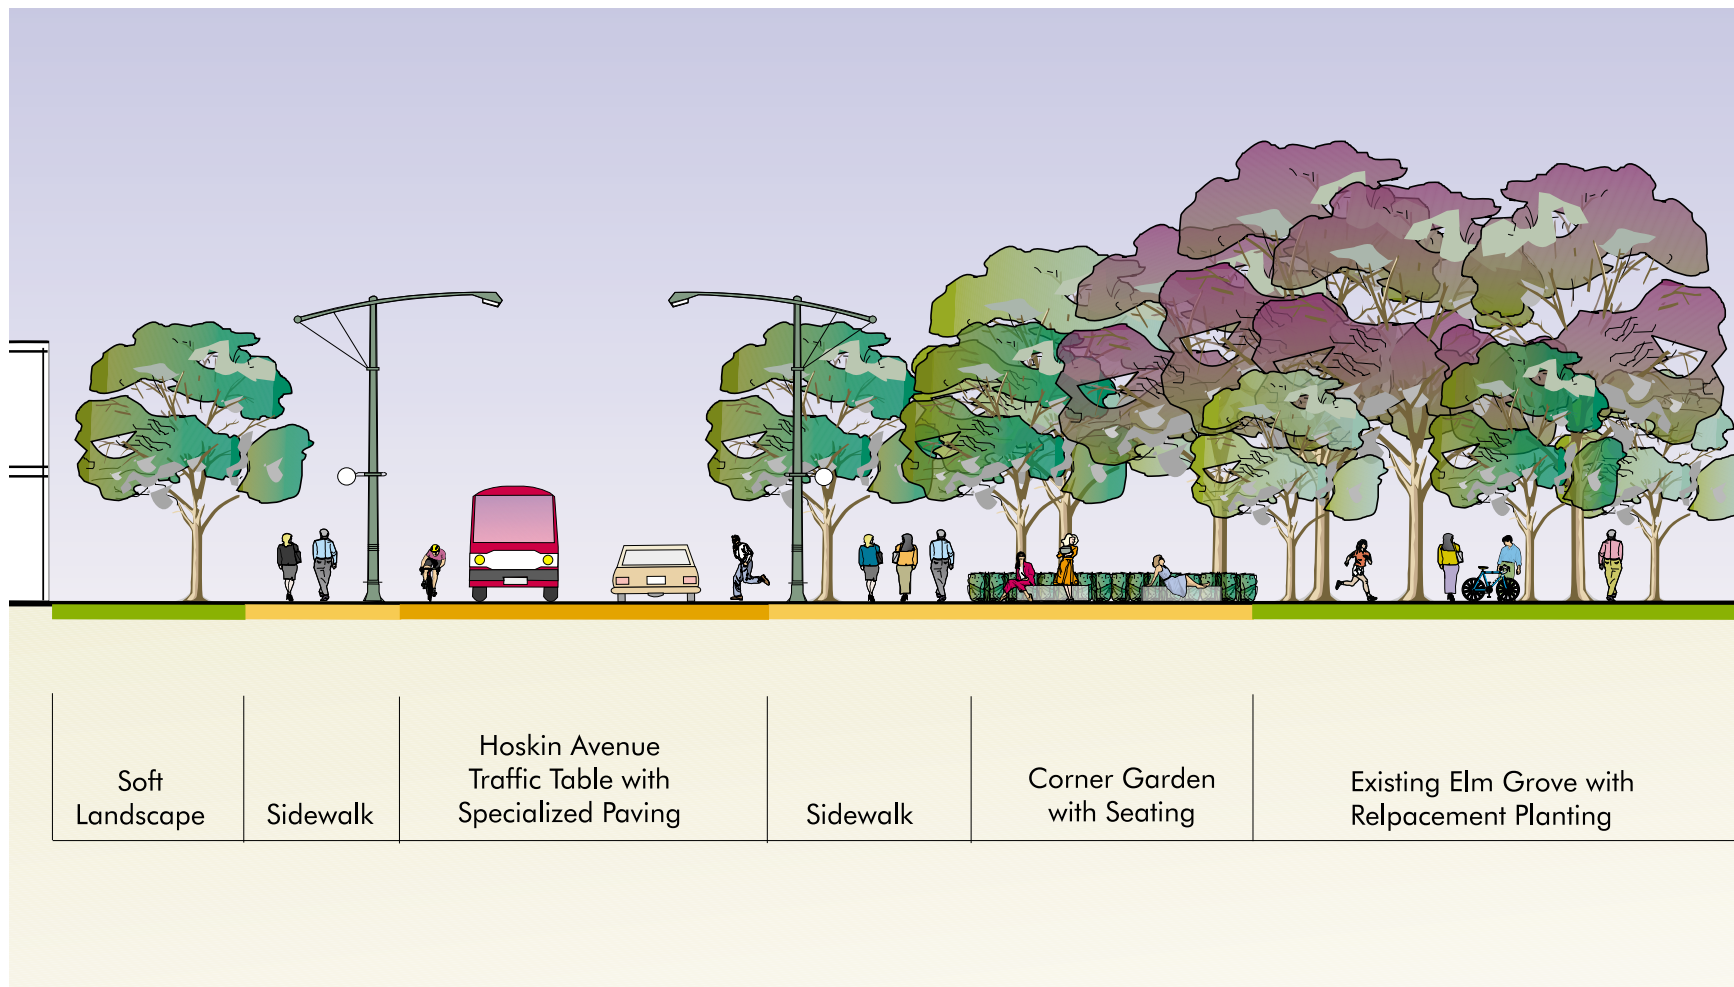 Soft
Landscape
Sidewalk
Hoskin Avenue
Traffic Table with
Specialized Paving
Sidewalk
Corner Garden
with Seating
Existing Elm Grove with
Relpacement Planting